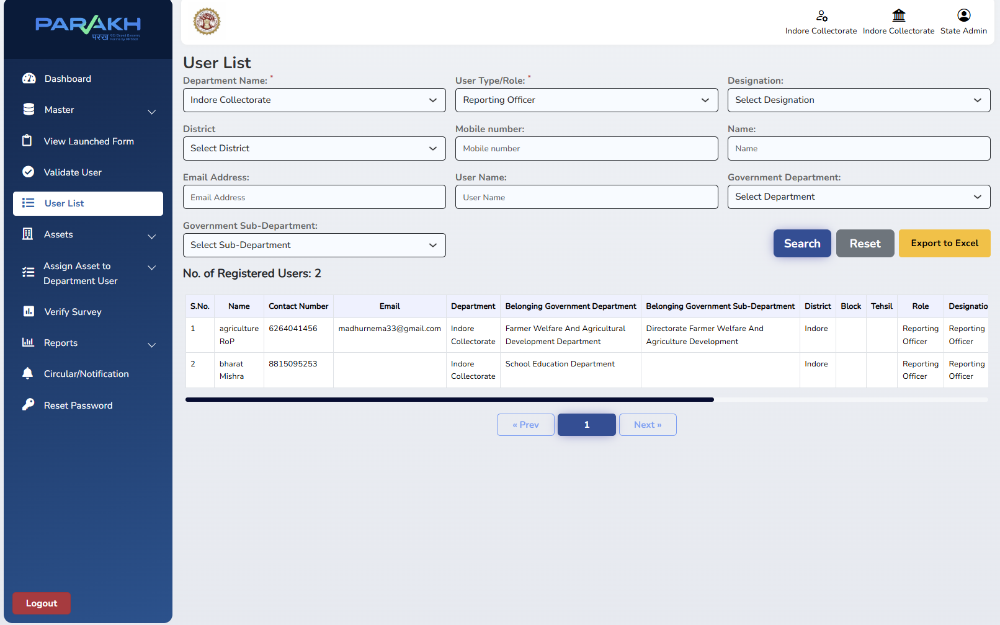 PARAKH
परख GIS Based Dynamic
Forms by MPSSDI
Dashboard
Master
View Launched Form
Validate User
User List
Assets
Assign Asset to
Department User
Verify Survey
Reports
Circular/Notification
Reset Password
Logout
Indore Collectorate Indore Collectorate State Admin
User List
Department Name: * User Type/Role: * Designation:
Indore Collectorate Reporting Officer Select Designation
District Mobile number: Name:
Select District Mobile number Name
Email Address: User Name: Government Department:
Email Address User Name Select Department
Government Sub-Department:
Select Sub-Department Search Reset Export to Excel
No. of Registered Users: 2
S.No. Name Contact Number Email Department Belonging Government Department Belonging Government Sub-Department District Block Tehsil Role Designatio
1 agriculture 6264041456 madhurnema33@gmail.com Indore Farmer Welfare And Agricultural Directorate Farmer Welfare And Indore Reporting Reporting
RoP Collectorate Development Department Agriculture Development Officer Officer
2 bharat 8815095253 Indore School Education Department Indore Reporting Reporting
Mishra Collectorate Officer Officer
« Prev 1 Next »